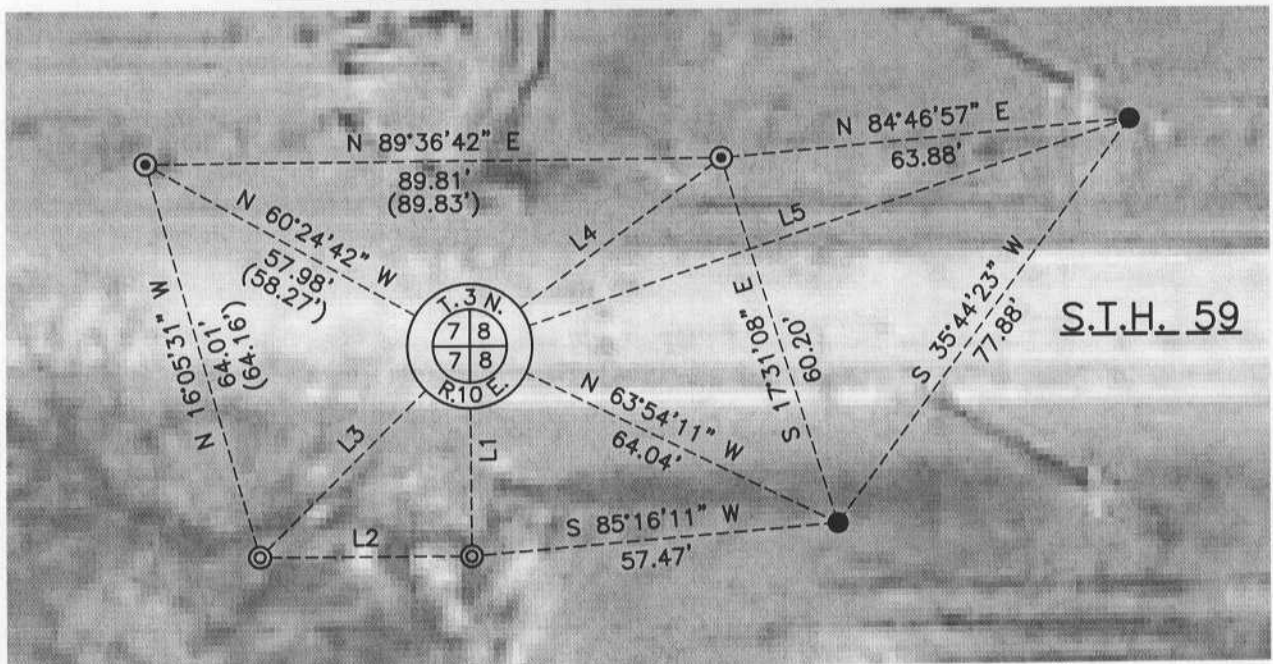 N 84°46'57" E
63.88'
N 89°36'42" E
89.81'
(89.83')
N 60°24'42" W
57.98'
(58.27')
L4
L5
N 16°05'31" W
64.01'
(64.16')
T. 3 N.
7 8
7 8
R.10 E.
S 17°31'08" E
60.20'
S 35°44'23" W
77.88'
S.T.H. 59
N 63°54'11" W
64.04'
L3
L1
L2
S 85°16'11" W
57.47'